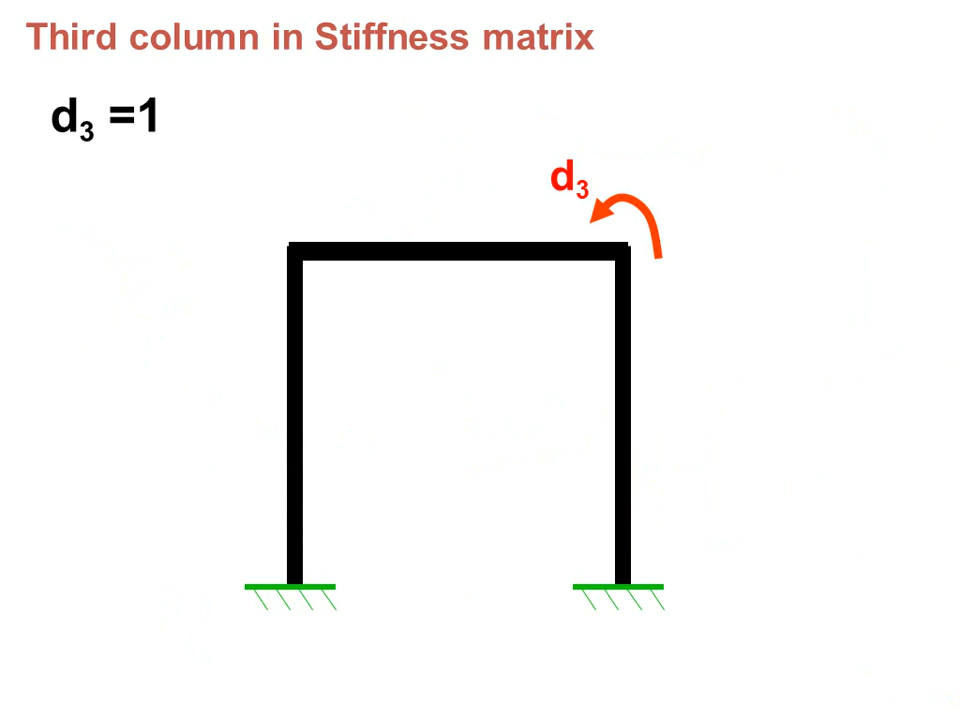 Third column in Stiffness matrix
d₃ =1
d₃